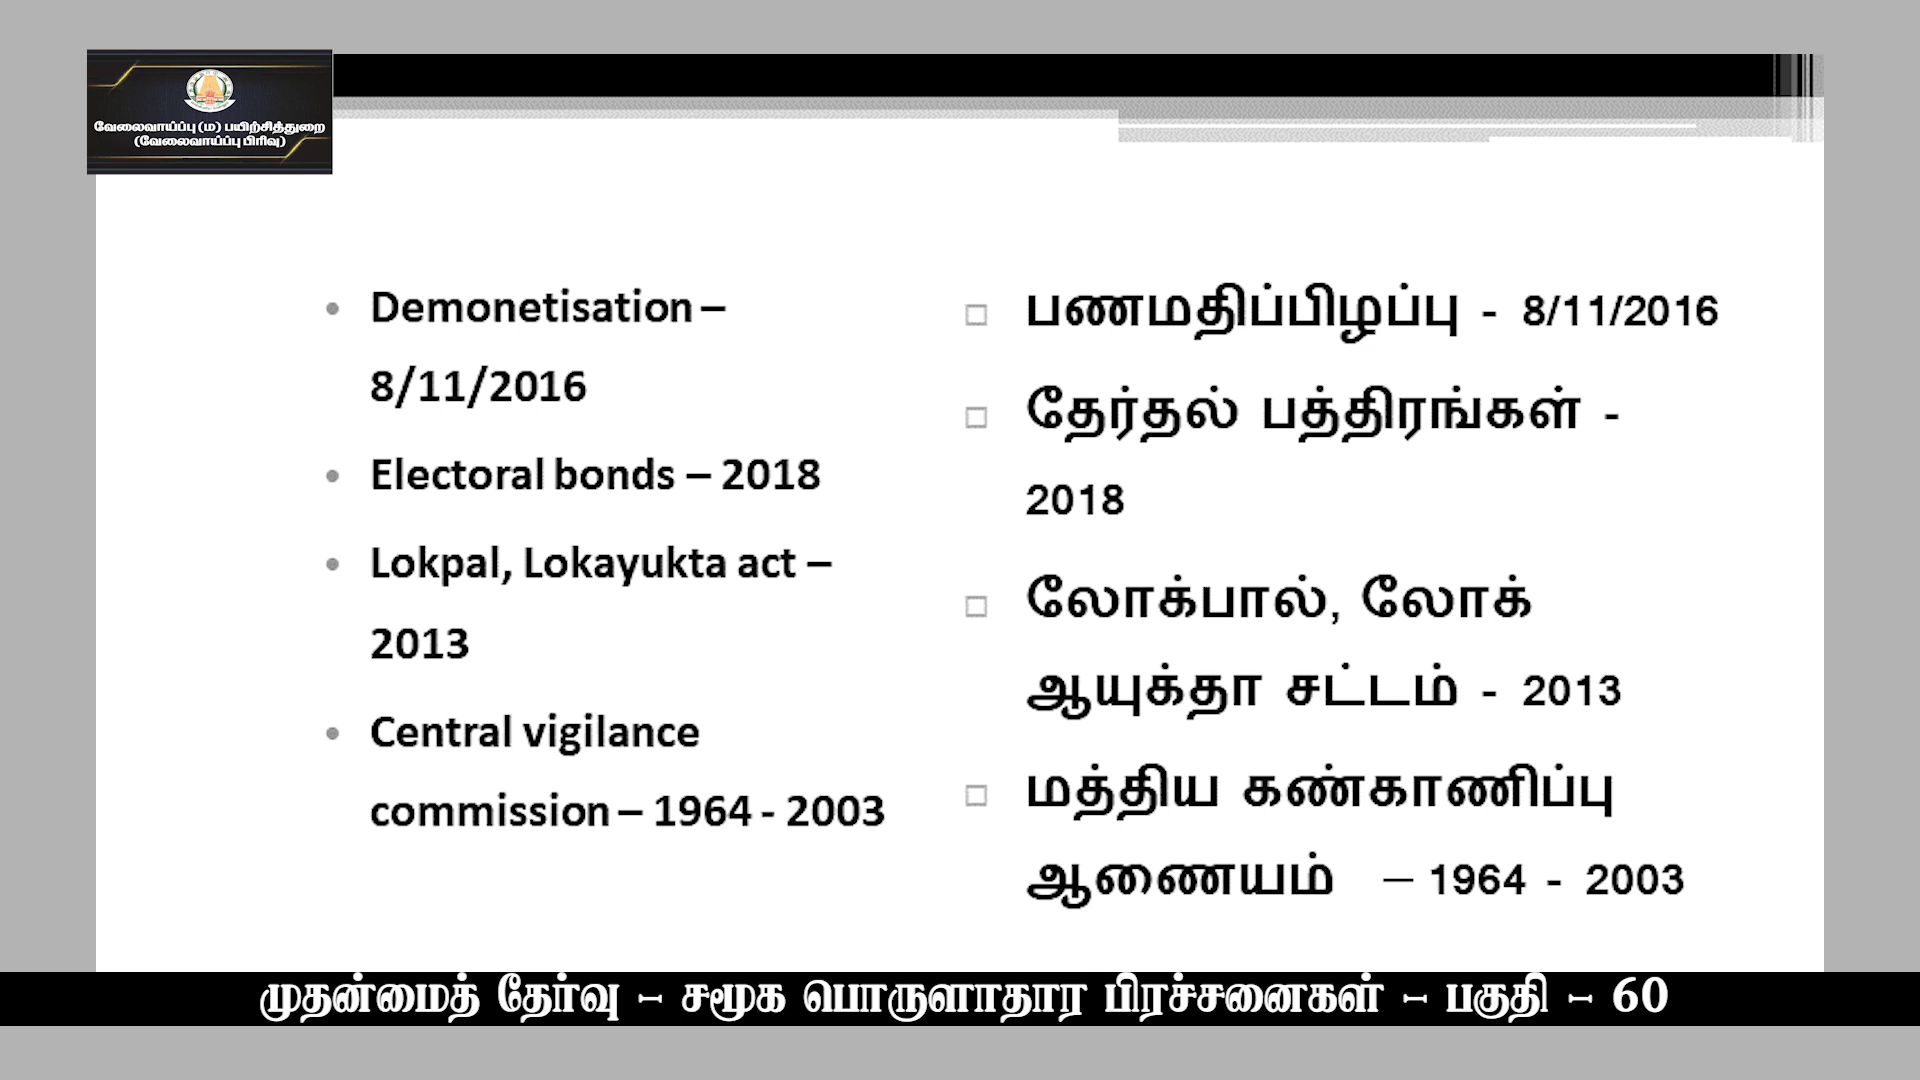 வேலைவாய்ப்பு (ம) பயிற்சித்துறை
(வேலைவாய்ப்பு பிரிவு)
• Demonetisation –
8/11/2016
• Electoral bonds – 2018
• Lokpal, Lokayukta act –
2013
• Central vigilance
commission – 1964 - 2003
□ பணமதிப்பிழப்பு - 8/11/2016
□ தேர்தல் பத்திரங்கள் -
2018
□ லோக்பால், லோக்
ஆயுக்தா சட்டம் - 2013
□ மத்திய கண்காணிப்பு
ஆணையம் – 1964 - 2003
முதன்மைத் தேர்வு - சமூக பொருளாதார பிரச்சனைகள் - பகுதி - 60